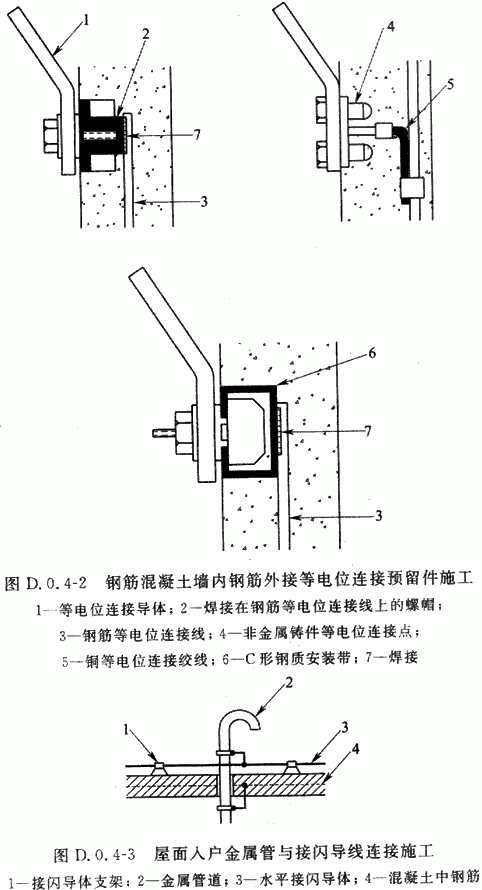 1
2
7
3
4
5
6
7
3
图 D.0.4-2 钢筋混凝土墙内钢筋外接等电位连接预留件施工
1—等电位连接导体；2—焊接在钢筋等电位连接线上的螺帽；
3—钢筋等电位连接线；4—非金属铸件等电位连接点；
5—铜等电位连接绞线；6—C形钢质安装带；7—焊接
2
1
3
4
图 D.0.4-3 屋面入户金属管与接闪导线连接施工
1—接闪导体支架；2—金属管道；3—水平接闪导体；4—混凝土中钢筋